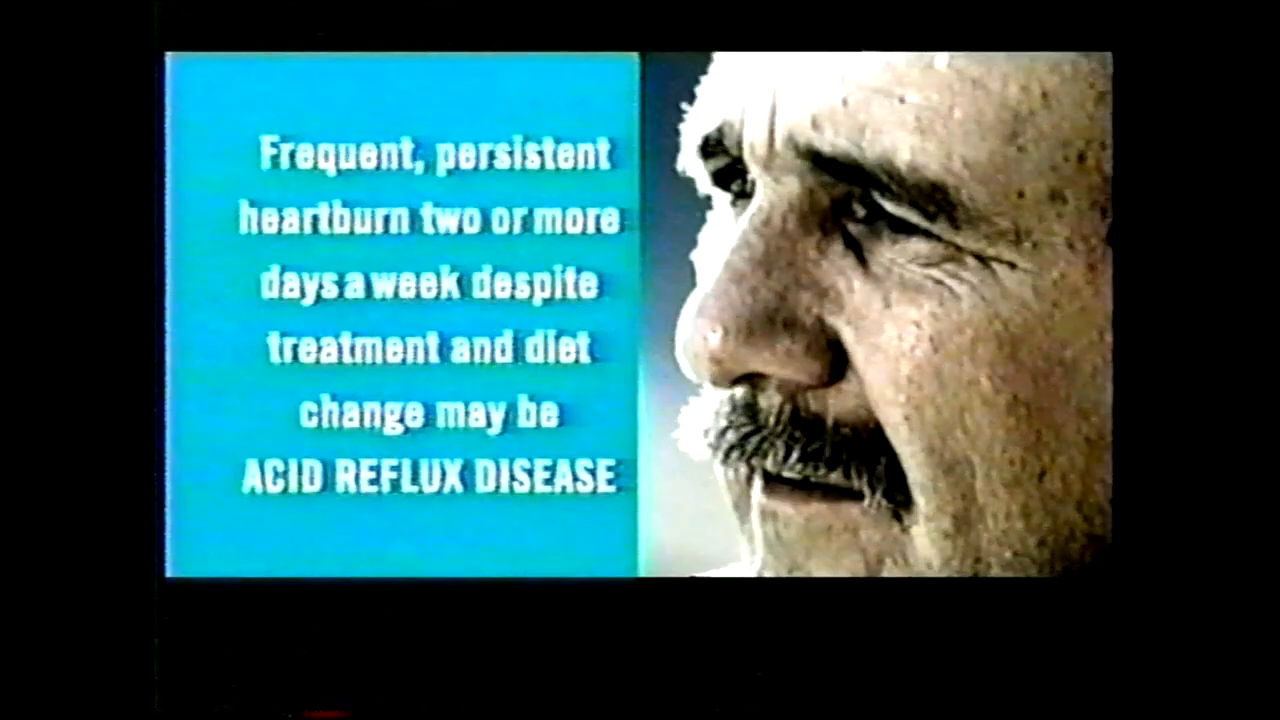 Frequent, persistent
heartburn two or more
days a week despite
treatment and diet
change may be
ACID REFLUX DISEASE